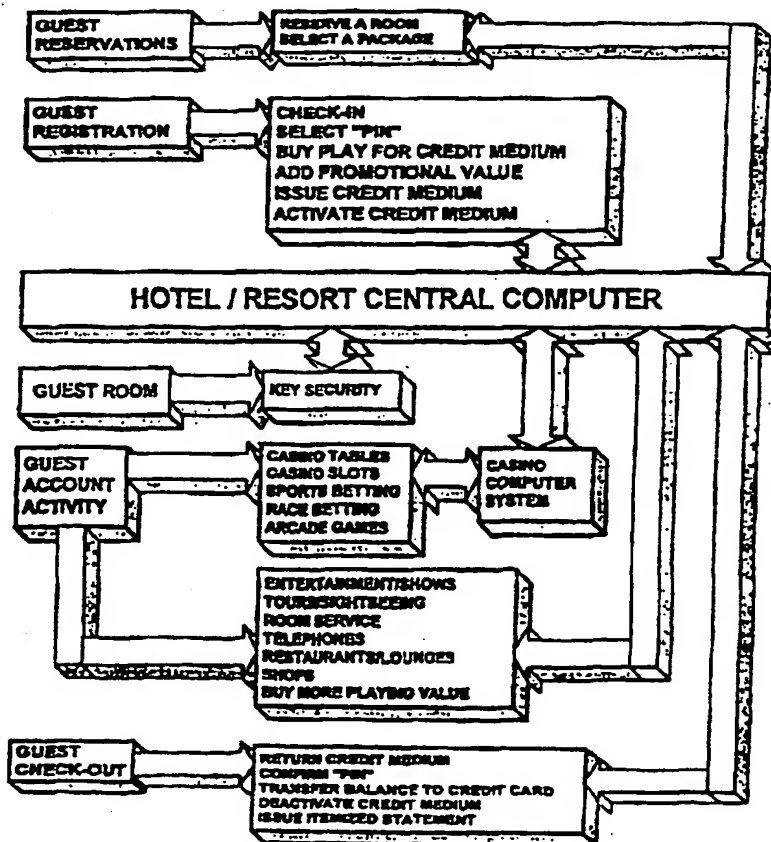 GUEST
RESERVATIONS
RESERVE A ROOM
SELECT A PACKAGE
GUEST
REGISTRATION
CHECK-IN
SELECT "PIN"
BUY PLAY FOR CREDIT MEDIUM
ADD PROMOTIONAL VALUE
ISSUE CREDIT MEDIUM
ACTIVATE CREDIT MEDIUM
HOTEL / RESORT CENTRAL COMPUTER
GUEST ROOM
KEY SECURITY
GUEST
ACCOUNT
ACTIVITY
CASINO TABLES
CASINO SLOTS
SPORTS BETTING
RACE BETTING
ARCADE GAMES
CASINO
COMPUTER
SYSTEM
ENTERTAINMENT/SHOWS
TOURS/SIGHTSEEING
ROOM SERVICE
TELEPHONES
RESTAURANTS/LOUNGES
SHOPS
BUY MORE PLAYING VALUE
GUEST
CHECK-OUT
RETURN CREDIT MEDIUM
CONFIRM "PIN"
TRANSFER BALANCE TO CREDIT CARD
DEACTIVATE CREDIT MEDIUM
ISSUE ITEMIZED STATEMENT